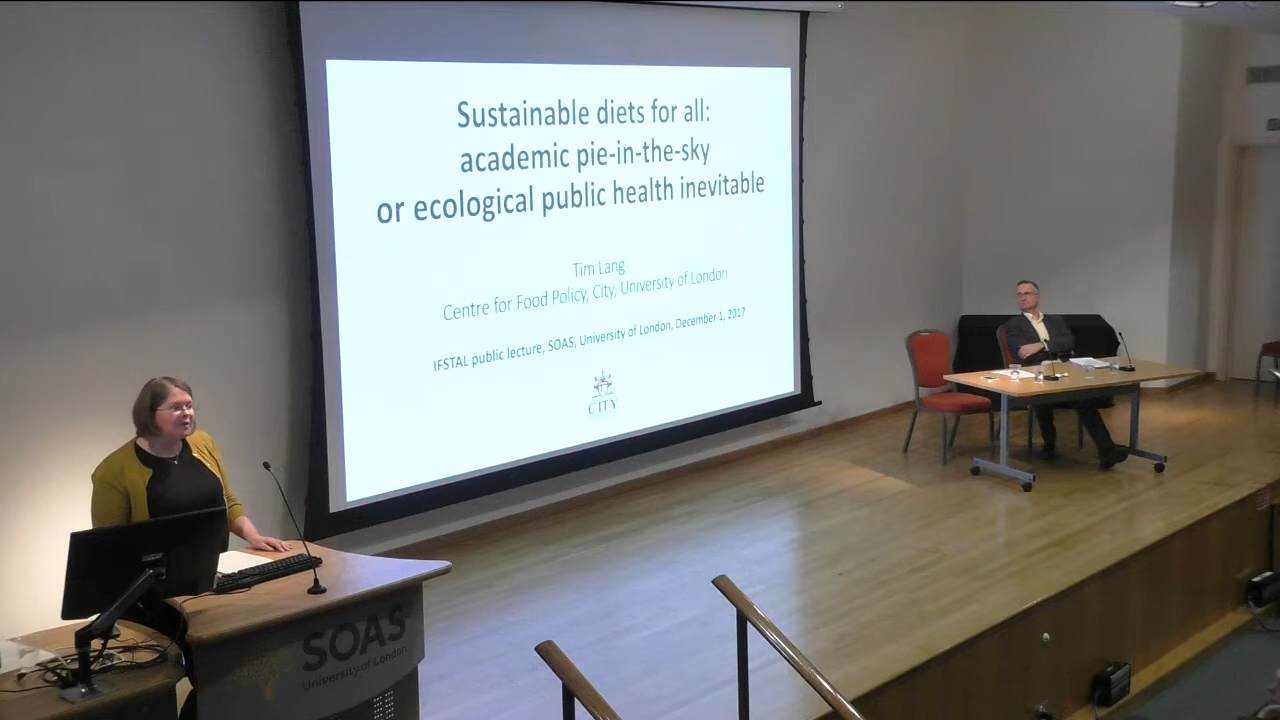 Sustainable diets for all:
academic pie-in-the-sky
or ecological public health inevitable
Tim Lang
Centre for Food Policy, City, University of London
IFSTAL public lecture, SOAS, University of London, December 1, 2017
CITY
SOAS
University of London